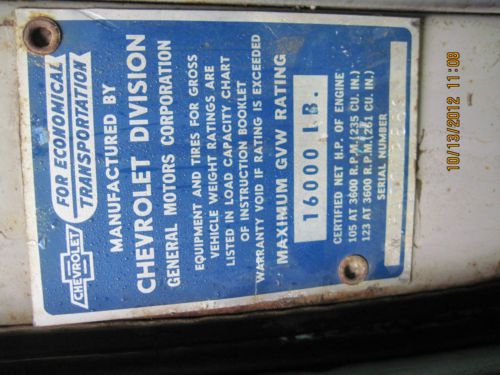 CHEVROLET
FOR ECONOMICAL
TRANSPORTATION
MANUFACTURED BY
CHEVROLET DIVISION
GENERAL MOTORS CORPORATION
EQUIPMENT AND TIRES FOR GROSS
VEHICLE WEIGHT RATINGS ARE
LISTED IN LOAD CAPACITY CHART
OF INSTRUCTION BOOKLET
WARRANTY VOID IF RATING IS EXCEEDED
MAXIMUM GVW RATING
16000 LB.
CERTIFIED NET H.P. OF ENGINE
105 AT 3600 R.P.M.(235 CU. IN.)
123 AT 3600 R.P.M.(261 CU. IN.)
SERIAL NUMBER
10/13/2012 11:08